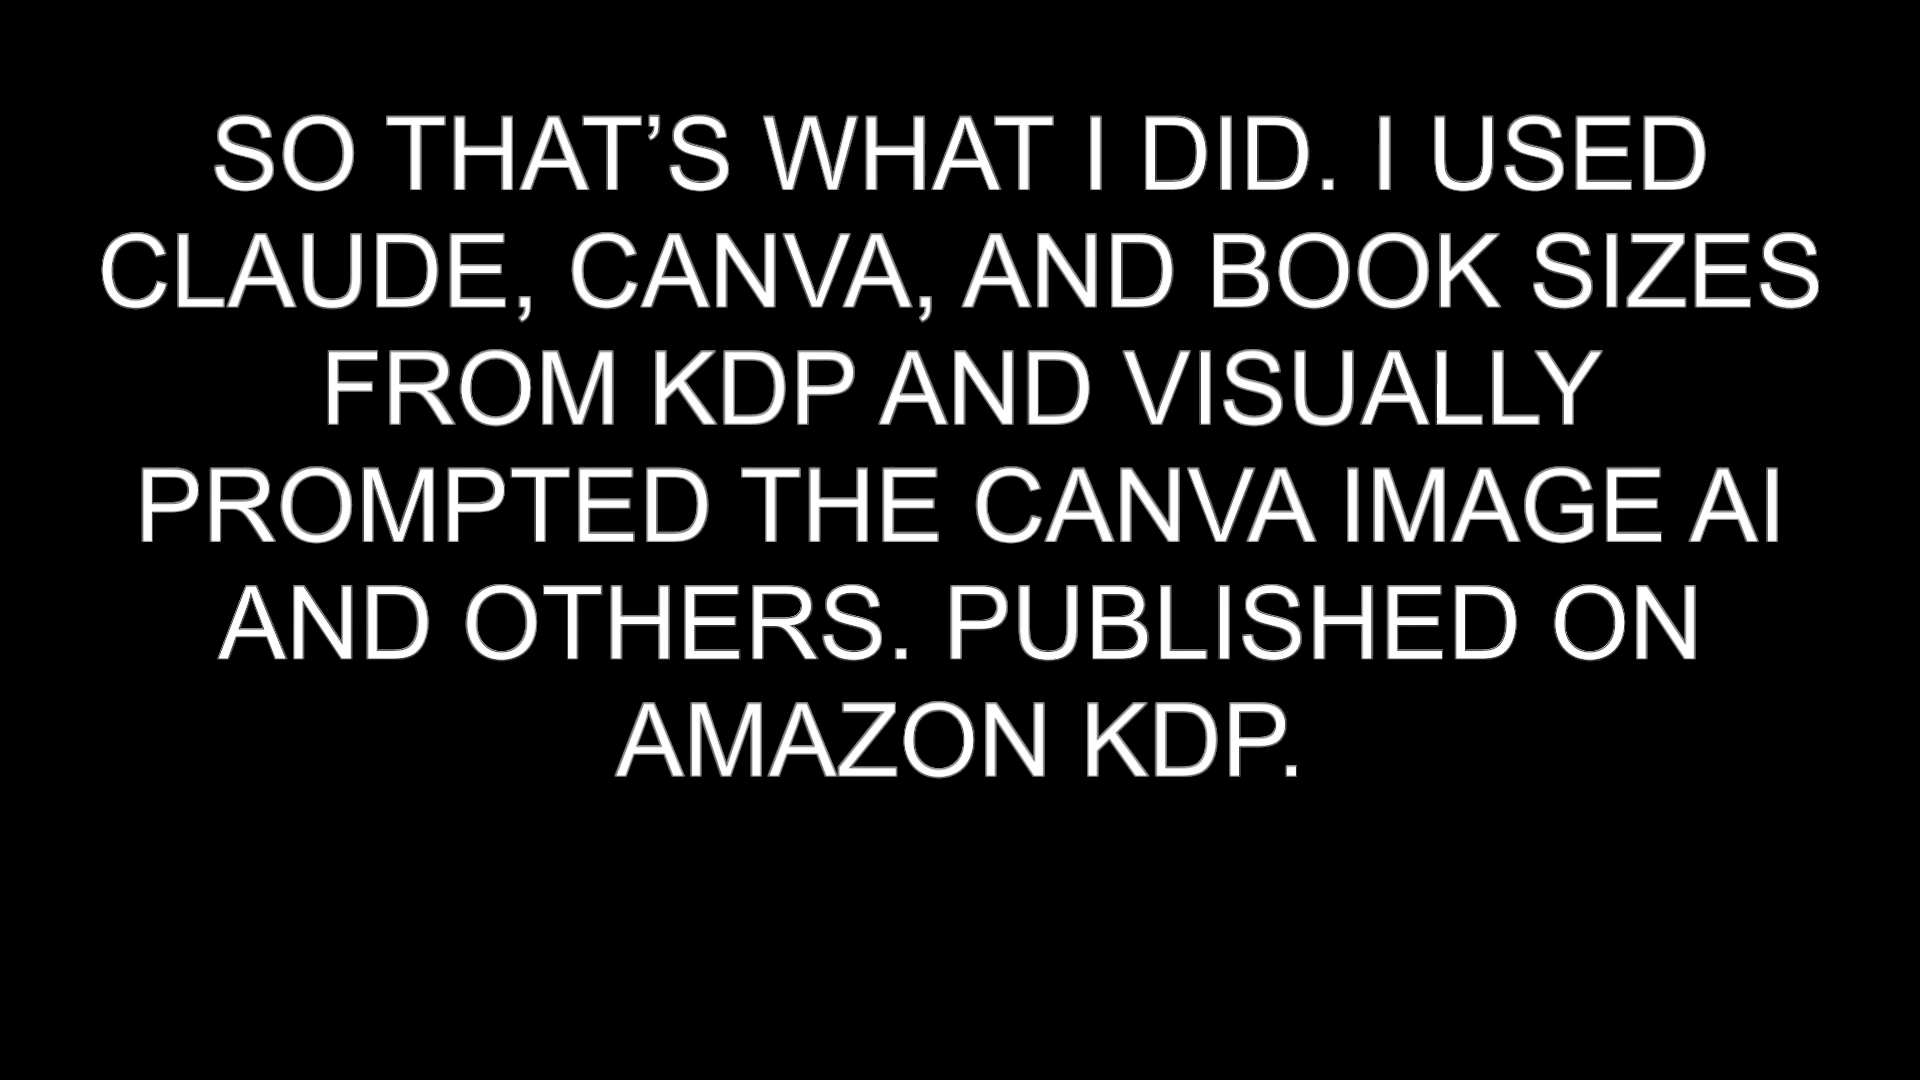 SO THAT’S WHAT I DID. I USED
CLAUDE, CANVA, AND BOOK SIZES
FROM KDP AND VISUALLY
PROMPTED THE CANVA IMAGE AI
AND OTHERS. PUBLISHED ON
AMAZON KDP.